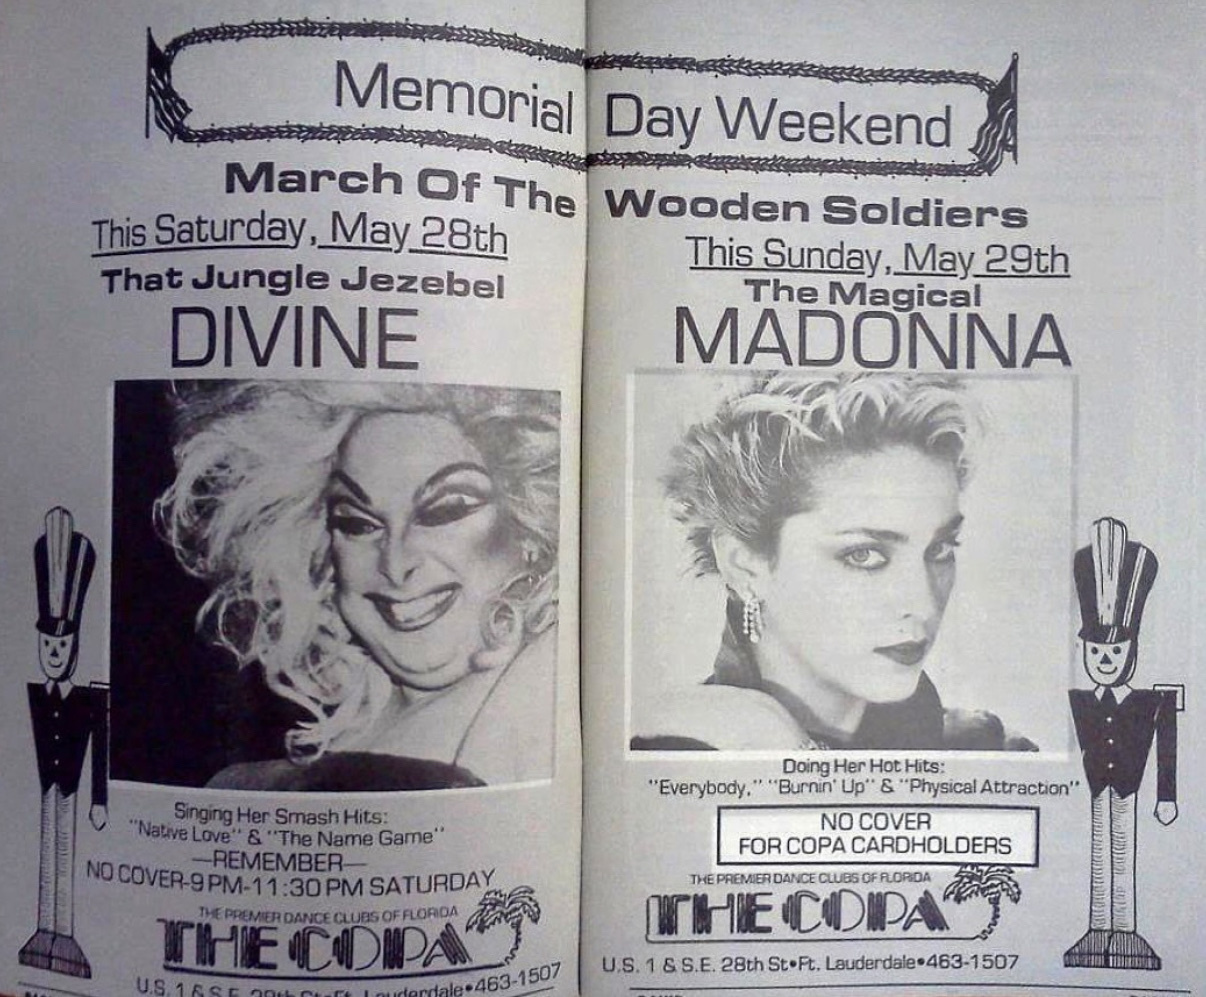 Memorial Day Weekend
March Of The Wooden Soldiers
This Saturday, May 28th
That Jungle Jezebel
DIVINE
Singing Her Smash Hits:
"Native Love" & "The Name Game"
—REMEMBER—
NO COVER-9 PM-11:30 PM SATURDAY
THE PREMIER DANCE CLUBS OF FLORIDA
THE COPA
U.S. 1 & S.E. 28th St•Ft. Lauderdale•463-1507
This Sunday, May 29th
The Magical
MADONNA
Doing Her Hot Hits:
"Everybody," "Burnin' Up" & "Physical Attraction"
NO COVER
FOR COPA CARDHOLDERS
THE PREMIER DANCE CLUBS OF FLORIDA
THE COPA
U.S. 1 & S.E. 28th St•Ft. Lauderdale•463-1507